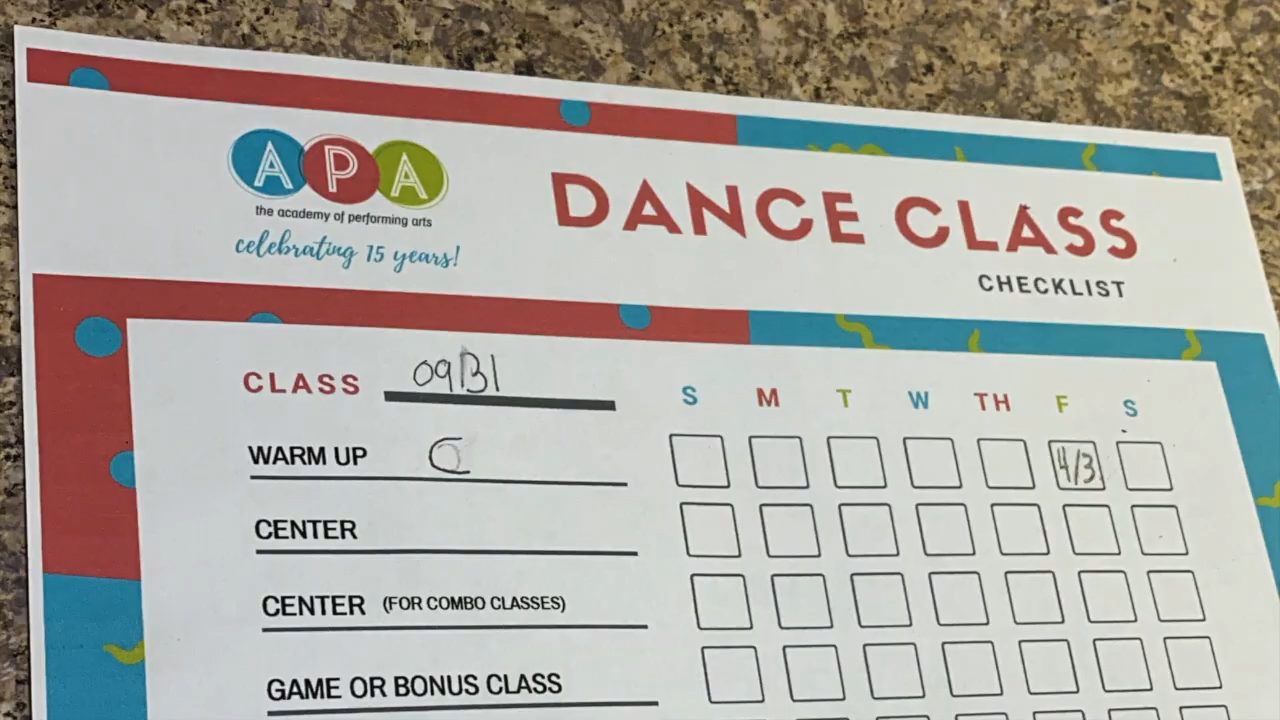 APA
the academy of performing arts
celebrating 15 years!
DANCE CLASS
CHECKLIST
CLASS 09B1 S M T W TH F S
WARM UP C 4/3
CENTER
CENTER (FOR COMBO CLASSES)
GAME OR BONUS CLASS